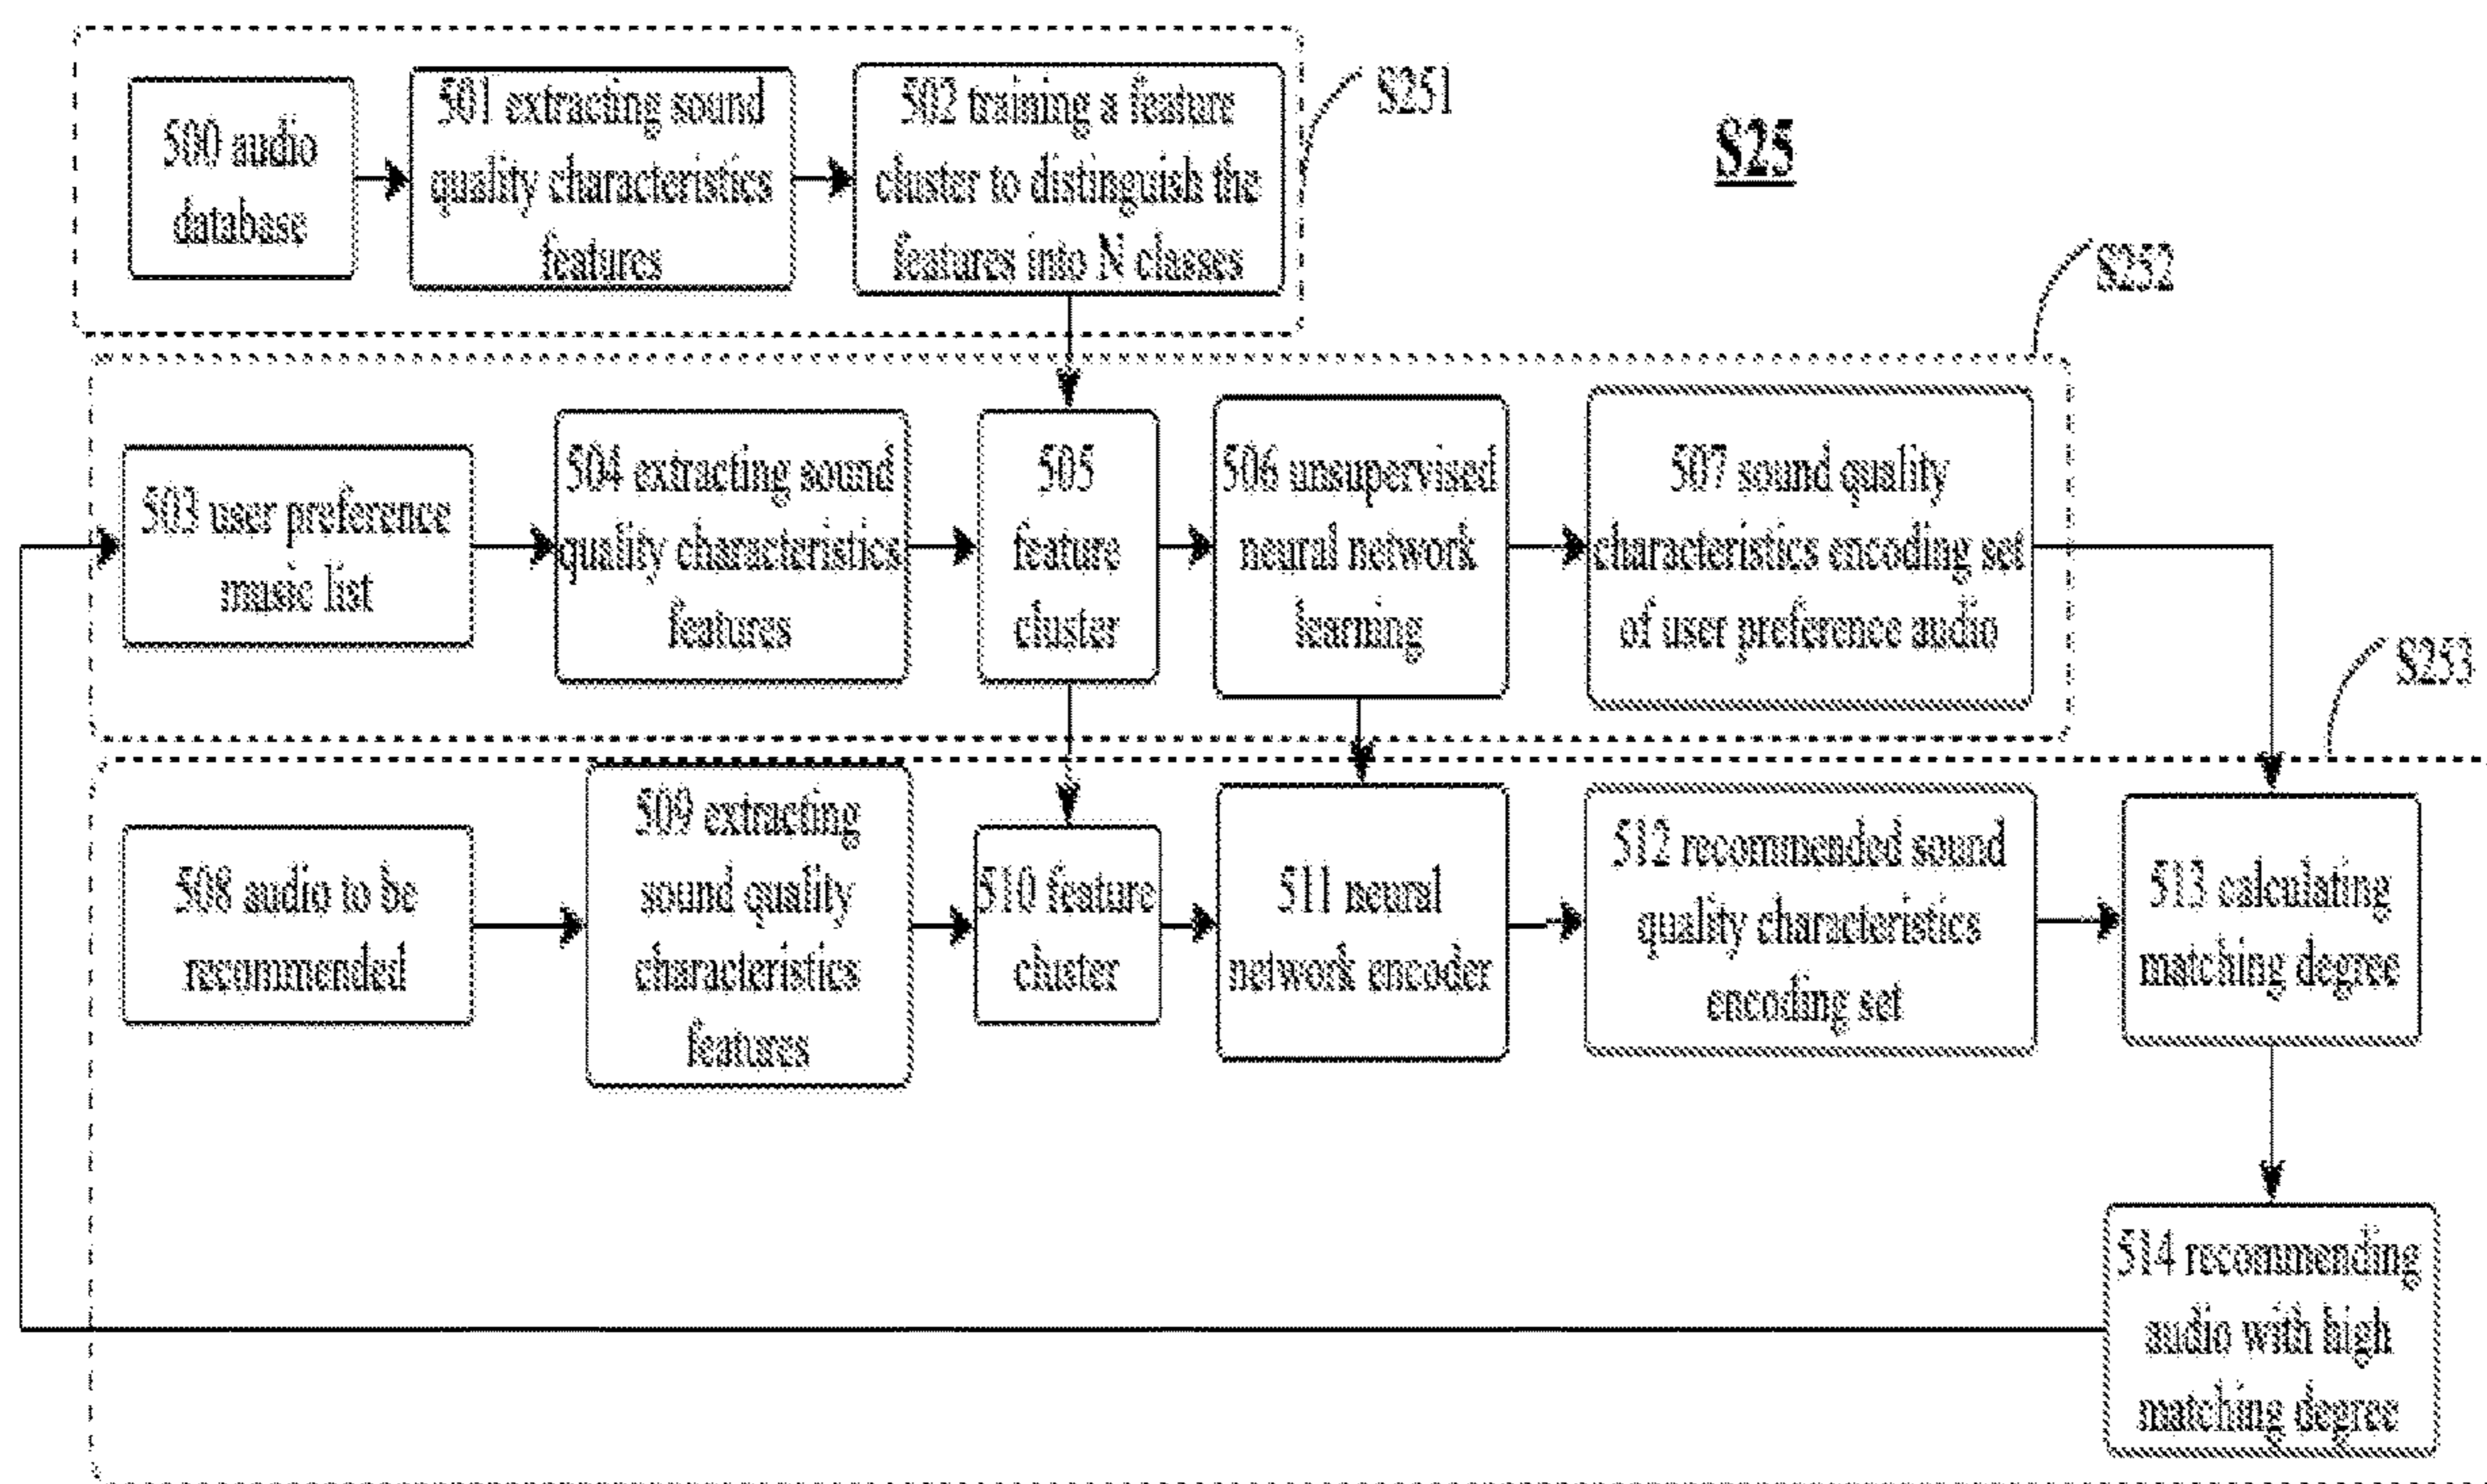 500 audio
database
501 extracting sound
quality characteristics
features
502 training a feature
cluster to distinguish the
features into N classes
S251
S25
S252
503 user preference
music list
504 extracting sound
quality characteristics
features
505
feature
cluster
506 unsupervised
neural network
learning
507 sound quality
characteristics encoding set
of user preference audio
S253
508 audio to be
recommended
509 extracting
sound quality
characteristics
features
510 feature
cluster
511 neural
network encoder
512 recommended sound
quality characteristics
encoding set
513 calculating
matching degree
514 recommending
audio with high
matching degree